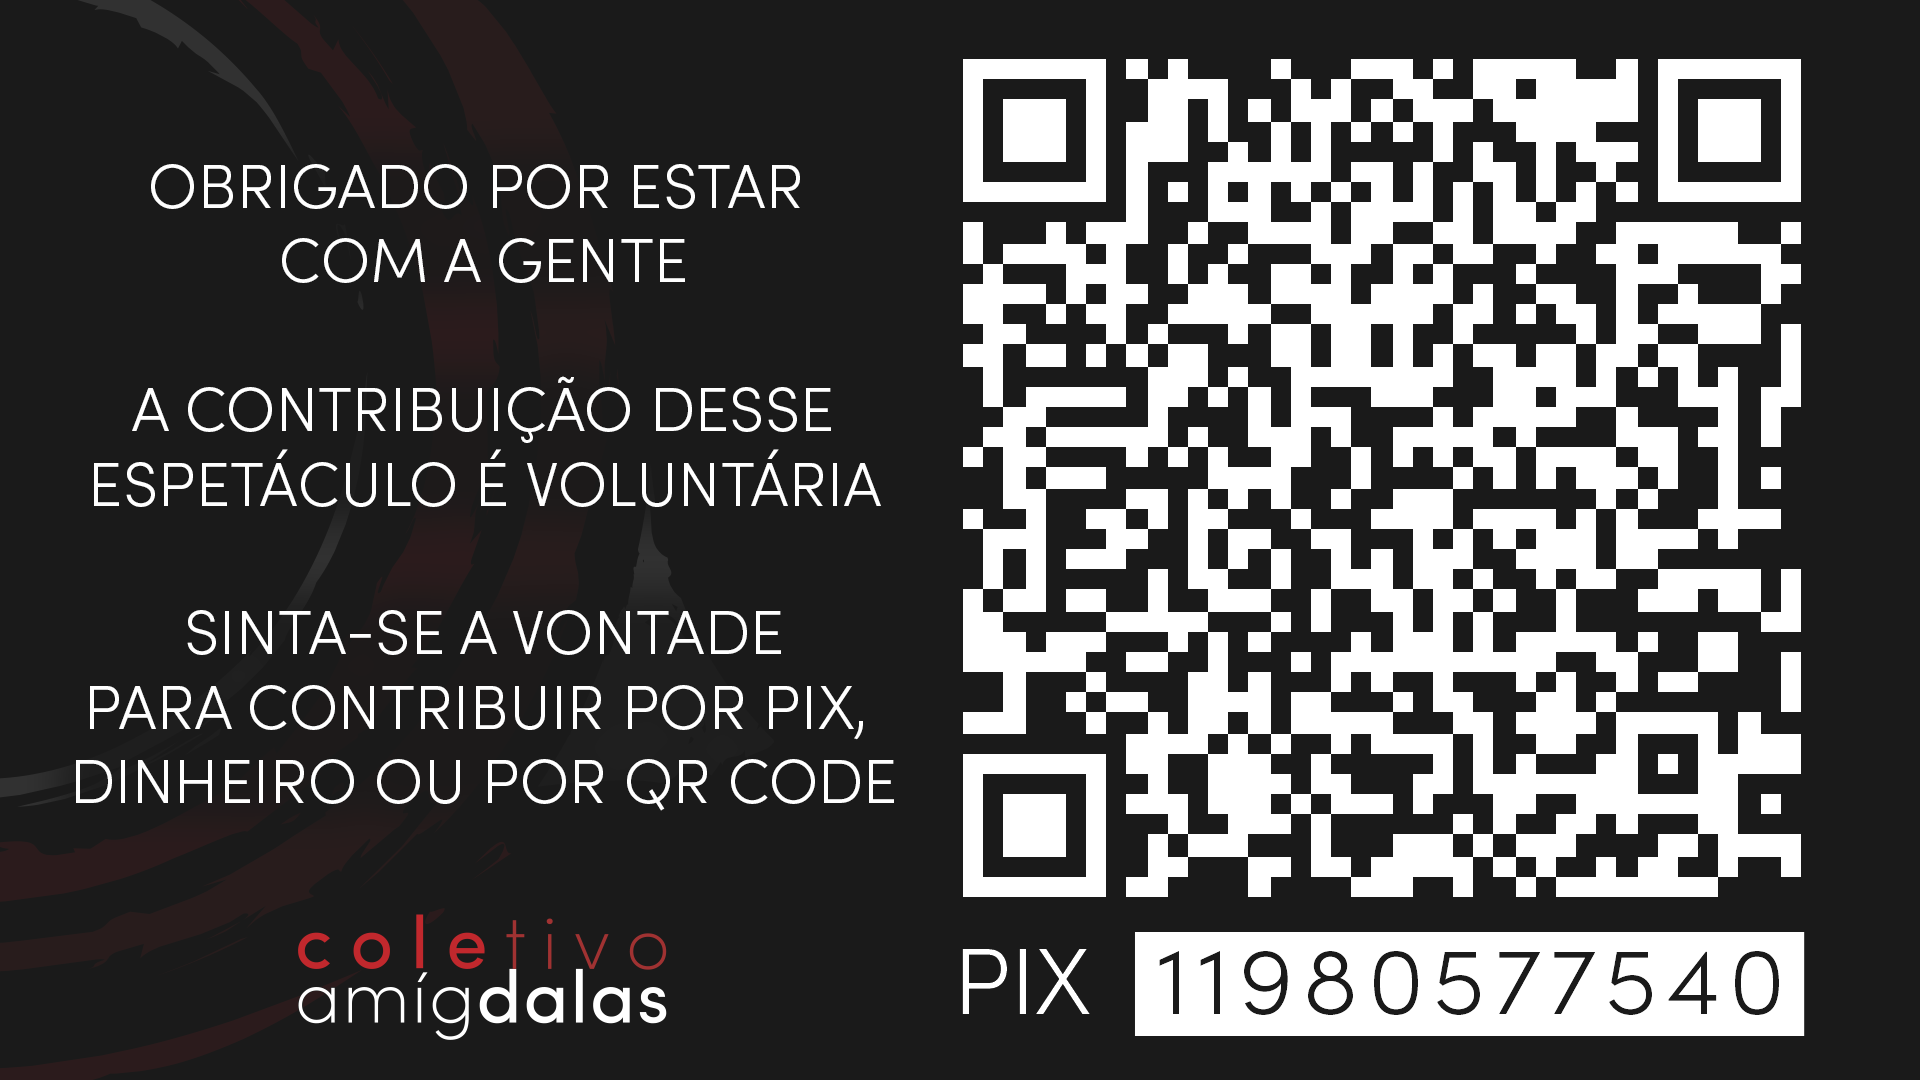 OBRIGADO POR ESTAR
COM A GENTE
A CONTRIBUIÇÃO DESSE
ESPETÁCULO É VOLUNTÁRIA
SINTA-SE A VONTADE
PARA CONTRIBUIR POR PIX,
DINHEIRO OU POR QR CODE
coletivo
amígdalas
PIX 11980577540